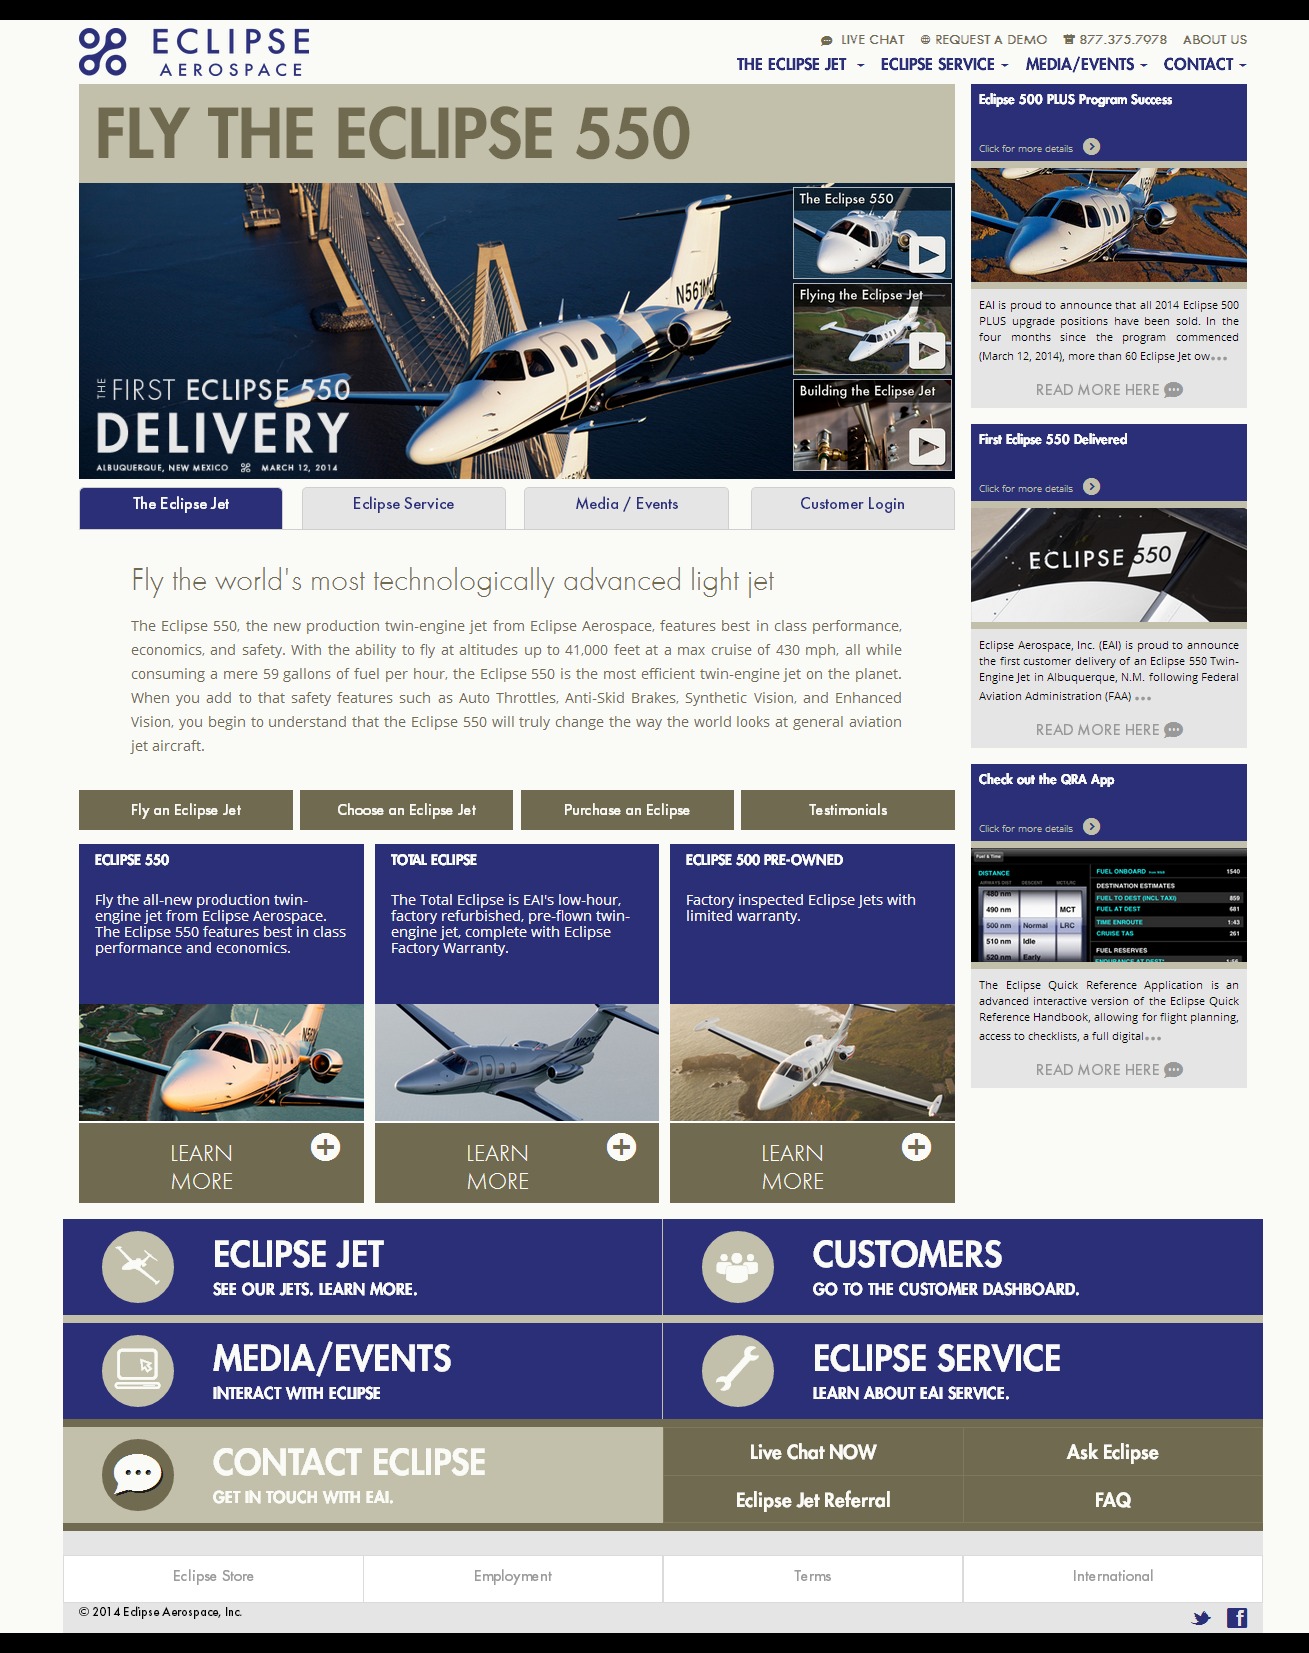 ECLIPSE
AEROSPACE
LIVE CHAT
REQUEST A DEMO
877.375.7978
ABOUT US
THE ECLIPSE JET
ECLIPSE SERVICE
MEDIA/EVENTS
CONTACT
FLY THE ECLIPSE 550
N561MJ
The Eclipse 550
Flying the Eclipse Jet
Building the Eclipse Jet
THE FIRST ECLIPSE 550
DELIVERY
ALBUQUERQUE, NEW MEXICO MARCH 12, 2014
The Eclipse Jet
Eclipse Service
Media / Events
Customer Login
Fly the world's most technologically advanced light jet
The Eclipse 550, the new production twin-engine jet from Eclipse Aerospace, features best in class performance,
economics, and safety. With the ability to fly at altitudes up to 41,000 feet at a max cruise of 430 mph, all while
consuming a mere 59 gallons of fuel per hour, the Eclipse 550 is the most efficient twin-engine jet on the planet.
When you add to that safety features such as Auto Throttles, Anti-Skid Brakes, Synthetic Vision, and Enhanced
Vision, you begin to understand that the Eclipse 550 will truly change the way the world looks at general aviation
jet aircraft.
Fly an Eclipse Jet
Choose an Eclipse Jet
Purchase an Eclipse
Testimonials
ECLIPSE 550
Fly the all-new production twin-
engine jet from Eclipse Aerospace.
The Eclipse 550 features best in class
performance and economics.
LEARN
MORE
TOTAL ECLIPSE
The Total Eclipse is EAI's low-hour,
factory refurbished, pre-flown twin-
engine jet, complete with Eclipse
Factory Warranty.
LEARN
MORE
ECLIPSE 500 PRE-OWNED
Factory inspected Eclipse Jets with
limited warranty.
LEARN
MORE
Eclipse 500 PLUS Program Success
Click for more details
EAI is proud to announce that all 2014 Eclipse 500
PLUS upgrade positions have been sold. In the
four months since the program commenced
(March 12, 2014), more than 60 Eclipse Jet ow...
READ MORE HERE
First Eclipse 550 Delivered
Click for more details
ECLIPSE 550
Eclipse Aerospace, Inc. (EAI) is proud to announce
the first customer delivery of an Eclipse 550 Twin-
Engine Jet in Albuquerque, N.M. following Federal
Aviation Administration (FAA) ...
READ MORE HERE
Check out the QRA App
Click for more details
Fuel & Time
DISTANCE
AIRWAYS DIST DESCENT MCT/LRC
480 nm
490 nm MCT
500 nm Normal LRC
510 nm Idle
520 nm Early
FUEL ONBOARD 1540
DESTINATION ESTIMATES
FUEL TO DEST (INCL TAXI) 859
FUEL AT DEST 681
TIME ENROUTE 1:43
CRUISE TAS 261
FUEL RESERVES
ENDURANCE AT DEST* 1:56
The Eclipse Quick Reference Application is an
advanced interactive version of the Eclipse Quick
Reference Handbook, allowing for flight planning,
access to checklists, a full digital...
READ MORE HERE
ECLIPSE JET
SEE OUR JETS. LEARN MORE.
CUSTOMERS
GO TO THE CUSTOMER DASHBOARD.
MEDIA/EVENTS
INTERACT WITH ECLIPSE
ECLIPSE SERVICE
LEARN ABOUT EAI SERVICE.
CONTACT ECLIPSE
GET IN TOUCH WITH EAI.
Live Chat NOW
Ask Eclipse
Eclipse Jet Referral
FAQ
Eclipse Store
Employment
Terms
International
© 2014 Eclipse Aerospace, Inc.